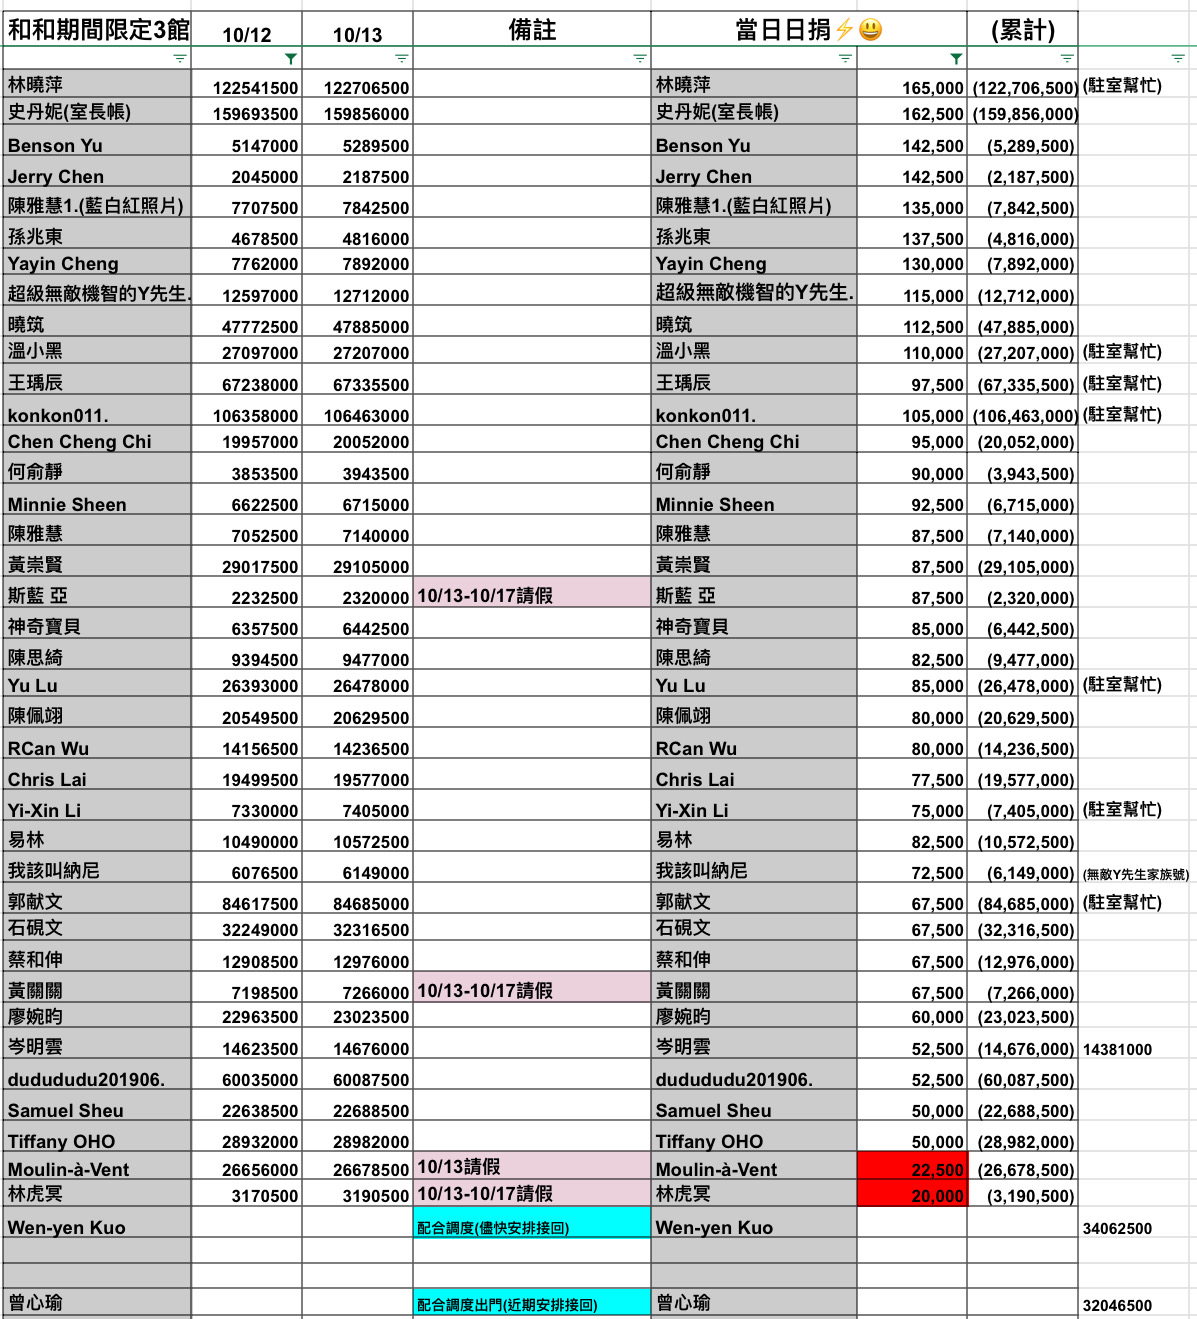 和和期間限定3館 10/12 10/13 備註 當日日捐⚡😃 (累計)
林曉萍 122541500 122706500 林曉萍 165,000 (122,706,500) (駐室幫忙)
史丹妮(室長帳) 159693500 159856000 史丹妮(室長帳) 162,500 (159,856,000)
Benson Yu 5147000 5289500 Benson Yu 142,500 (5,289,500)
Jerry Chen 2045000 2187500 Jerry Chen 142,500 (2,187,500)
陳雅慧1.(藍白紅照片) 7707500 7842500 陳雅慧1.(藍白紅照片) 135,000 (7,842,500)
孫兆東 4678500 4816000 孫兆東 137,500 (4,816,000)
Yayin Cheng 7762000 7892000 Yayin Cheng 130,000 (7,892,000)
超級無敵機智的Y先生. 12597000 12712000 超級無敵機智的Y先生. 115,000 (12,712,000)
曉筑 47772500 47885000 曉筑 112,500 (47,885,000)
溫小黑 27097000 27207000 溫小黑 110,000 (27,207,000) (駐室幫忙)
王瑀辰 67238000 67335500 王瑀辰 97,500 (67,335,500) (駐室幫忙)
konkon011. 106358000 106463000 konkon011. 105,000 (106,463,000) (駐室幫忙)
Chen Cheng Chi 19957000 20052000 Chen Cheng Chi 95,000 (20,052,000)
何俞靜 3853500 3943500 何俞靜 90,000 (3,943,500)
Minnie Sheen 6622500 6715000 Minnie Sheen 92,500 (6,715,000)
陳雅慧 7052500 7140000 陳雅慧 87,500 (7,140,000)
黃崇賢 29017500 29105000 黃崇賢 87,500 (29,105,000)
斯藍 亞 2232500 2320000 10/13-10/17請假 斯藍 亞 87,500 (2,320,000)
神奇寶貝 6357500 6442500 神奇寶貝 85,000 (6,442,500)
陳思綺 9394500 9477000 陳思綺 82,500 (9,477,000)
Yu Lu 26393000 26478000 Yu Lu 85,000 (26,478,000) (駐室幫忙)
陳佩翊 20549500 20629500 陳佩翊 80,000 (20,629,500)
RCan Wu 14156500 14236500 RCan Wu 80,000 (14,236,500)
Chris Lai 19499500 19577000 Chris Lai 77,500 (19,577,000)
Yi-Xin Li 7330000 7405000 Yi-Xin Li 75,000 (7,405,000) (駐室幫忙)
易林 10490000 10572500 易林 82,500 (10,572,500)
我該叫納尼 6076500 6149000 我該叫納尼 72,500 (6,149,000) (無敵Y先生家族號)
郭献文 84617500 84685000 郭献文 67,500 (84,685,000) (駐室幫忙)
石硯文 32249000 32316500 石硯文 67,500 (32,316,500)
蔡和伸 12908500 12976000 蔡和伸 67,500 (12,976,000)
黃關關 7198500 7266000 10/13-10/17請假 黃關關 67,500 (7,266,000)
廖婉昀 22963500 23023500 廖婉昀 60,000 (23,023,500)
岑明雲 14623500 14676000 岑明雲 52,500 (14,676,000) 14381000
dudududu201906. 60035000 60087500 dudududu201906. 52,500 (60,087,500)
Samuel Sheu 22638500 22688500 Samuel Sheu 50,000 (22,688,500)
Tiffany OHO 28932000 28982000 Tiffany OHO 50,000 (28,982,000)
Moulin-à-Vent 26656000 26678500 10/13請假 Moulin-à-Vent 22,500 (26,678,500)
林虎冥 3170500 3190500 10/13-10/17請假 林虎冥 20,000 (3,190,500)
Wen-yen Kuo 配合調度(儘快安排接回) Wen-yen Kuo 34062500
曾心瑜 配合調度出門(近期安排接回) 曾心瑜 32046500